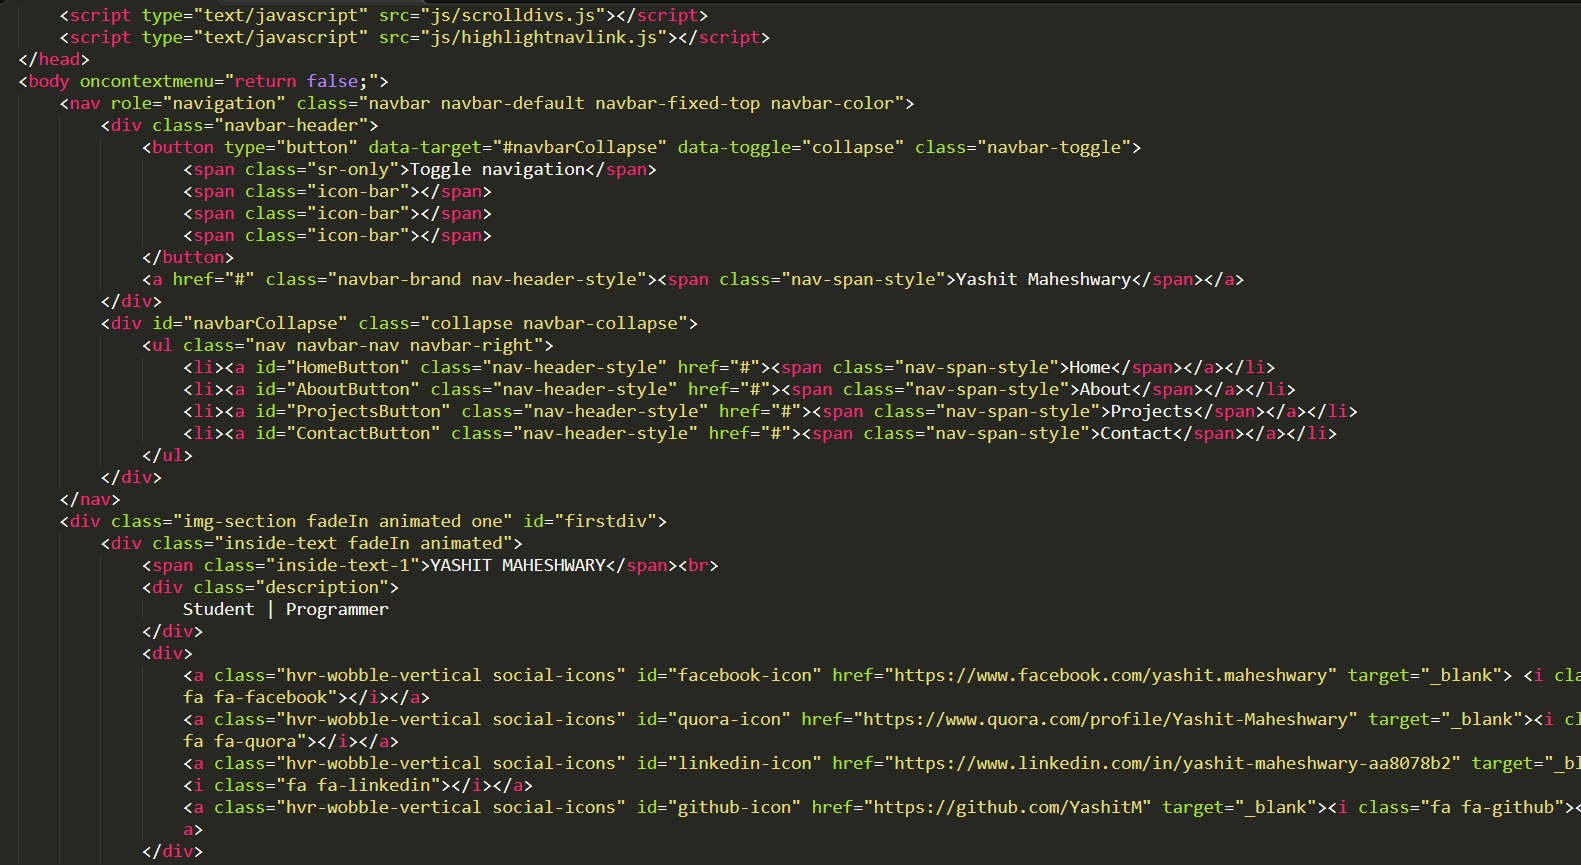 <script type="text/javascript" src="js/scrolldivs.js"></script>
<script type="text/javascript" src="js/highlightnavlink.js"></script>
</head>
<body oncontextmenu="return false;">
<nav role="navigation" class="navbar navbar-default navbar-fixed-top navbar-color">
<div class="navbar-header">
<button type="button" data-target="#navbarCollapse" data-toggle="collapse" class="navbar-toggle">
<span class="sr-only">Toggle navigation</span>
<span class="icon-bar"></span>
<span class="icon-bar"></span>
<span class="icon-bar"></span>
</button>
<a href="#" class="navbar-brand nav-header-style"><span class="nav-span-style">Yashit Maheshwary</span></a>
</div>
<div id="navbarCollapse" class="collapse navbar-collapse">
<ul class="nav navbar-nav navbar-right">
<li><a id="HomeButton" class="nav-header-style" href="#"><span class="nav-span-style">Home</span></a></li>
<li><a id="AboutButton" class="nav-header-style" href="#"><span class="nav-span-style">About</span></a></li>
<li><a id="ProjectsButton" class="nav-header-style" href="#"><span class="nav-span-style">Projects</span></a></li>
<li><a id="ContactButton" class="nav-header-style" href="#"><span class="nav-span-style">Contact</span></a></li>
</ul>
</div>
</nav>
<div class="img-section fadeIn animated one" id="firstdiv">
<div class="inside-text fadeIn animated">
<span class="inside-text-1">YASHIT MAHESHWARY</span><br>
<div class="description">
Student | Programmer
</div>
<div>
<a class="hvr-wobble-vertical social-icons" id="facebook-icon" href="https://www.facebook.com/yashit.maheshwary" target="_blank"> <i cla
fa fa-facebook"></i></a>
<a class="hvr-wobble-vertical social-icons" id="quora-icon" href="https://www.quora.com/profile/Yashit-Maheshwary" target="_blank"><i cl
fa fa-quora"></i></a>
<a class="hvr-wobble-vertical social-icons" id="linkedin-icon" href="https://www.linkedin.com/in/yashit-maheshwary-aa8078b2" target="_bl
<i class="fa fa-linkedin"></i></a>
<a class="hvr-wobble-vertical social-icons" id="github-icon" href="https://github.com/YashitM" target="_blank"><i class="fa fa-github"><
a>
</div>